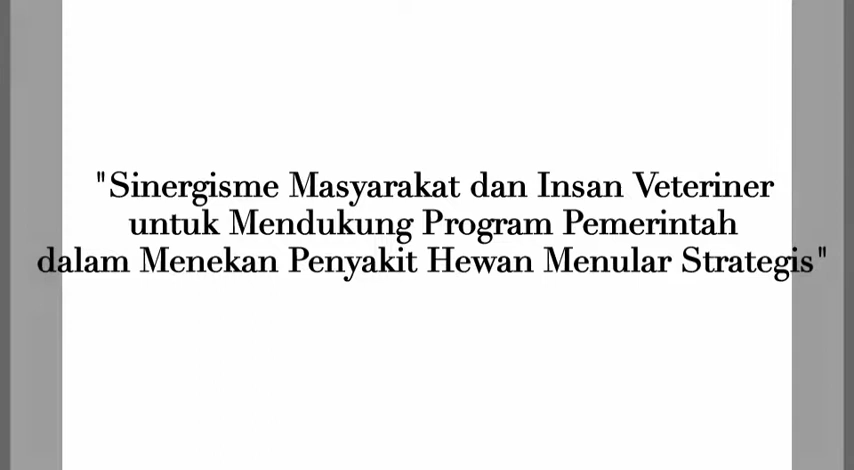 "Sinergisme Masyarakat dan Insan Veteriner
untuk Mendukung Program Pemerintah
dalam Menekan Penyakit Hewan Menular Strategis"